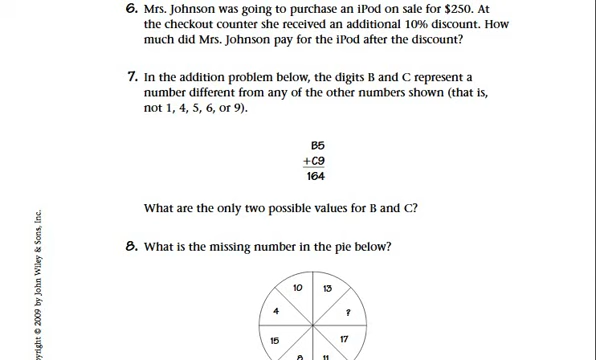 6. Mrs. Johnson was going to purchase an iPod on sale for $250. At
the checkout counter she received an additional 10% discount. How
much did Mrs. Johnson pay for the iPod after the discount?
7. In the addition problem below, the digits B and C represent a
number different from any of the other numbers shown (that is,
not 1, 4, 5, 6, or 9).
B5
+C9
164
What are the only two possible values for B and C?
8. What is the missing number in the pie below?
10 13
4 ?
15 17
8 11
© 2009 by John Wiley & Sons, Inc.